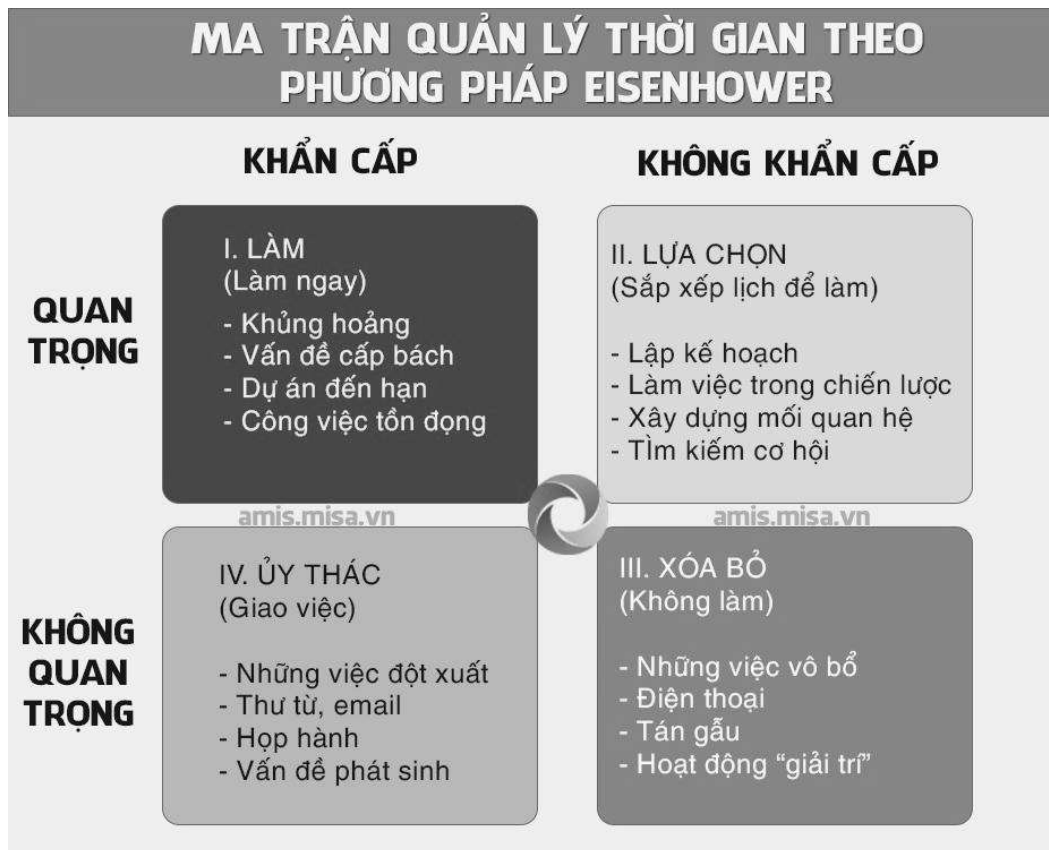 MA TRẬN QUẢN LÝ THỜI GIAN THEO
PHƯƠNG PHÁP EISENHOWER
KHẨN CẤP
KHÔNG KHẨN CẤP
QUAN
TRỌNG
I. LÀM
(Làm ngay)
- Khủng hoảng
- Vấn đề cấp bách
- Dự án đến hạn
- Công việc tồn đọng
II. LỰA CHỌN
(Sắp xếp lịch để làm)
- Lập kế hoạch
- Làm việc trong chiến lược
- Xây dựng mối quan hệ
- TÌm kiếm cơ hội
amis.misa.vn
amis.misa.vn
KHÔNG
QUAN
TRỌNG
IV. ỦY THÁC
(Giao việc)
- Những việc đột xuất
- Thư từ, email
- Họp hành
- Vấn đề phát sinh
III. XÓA BỎ
(Không làm)
- Những việc vô bổ
- Điện thoại
- Tán gẫu
- Hoạt động “giải trí”